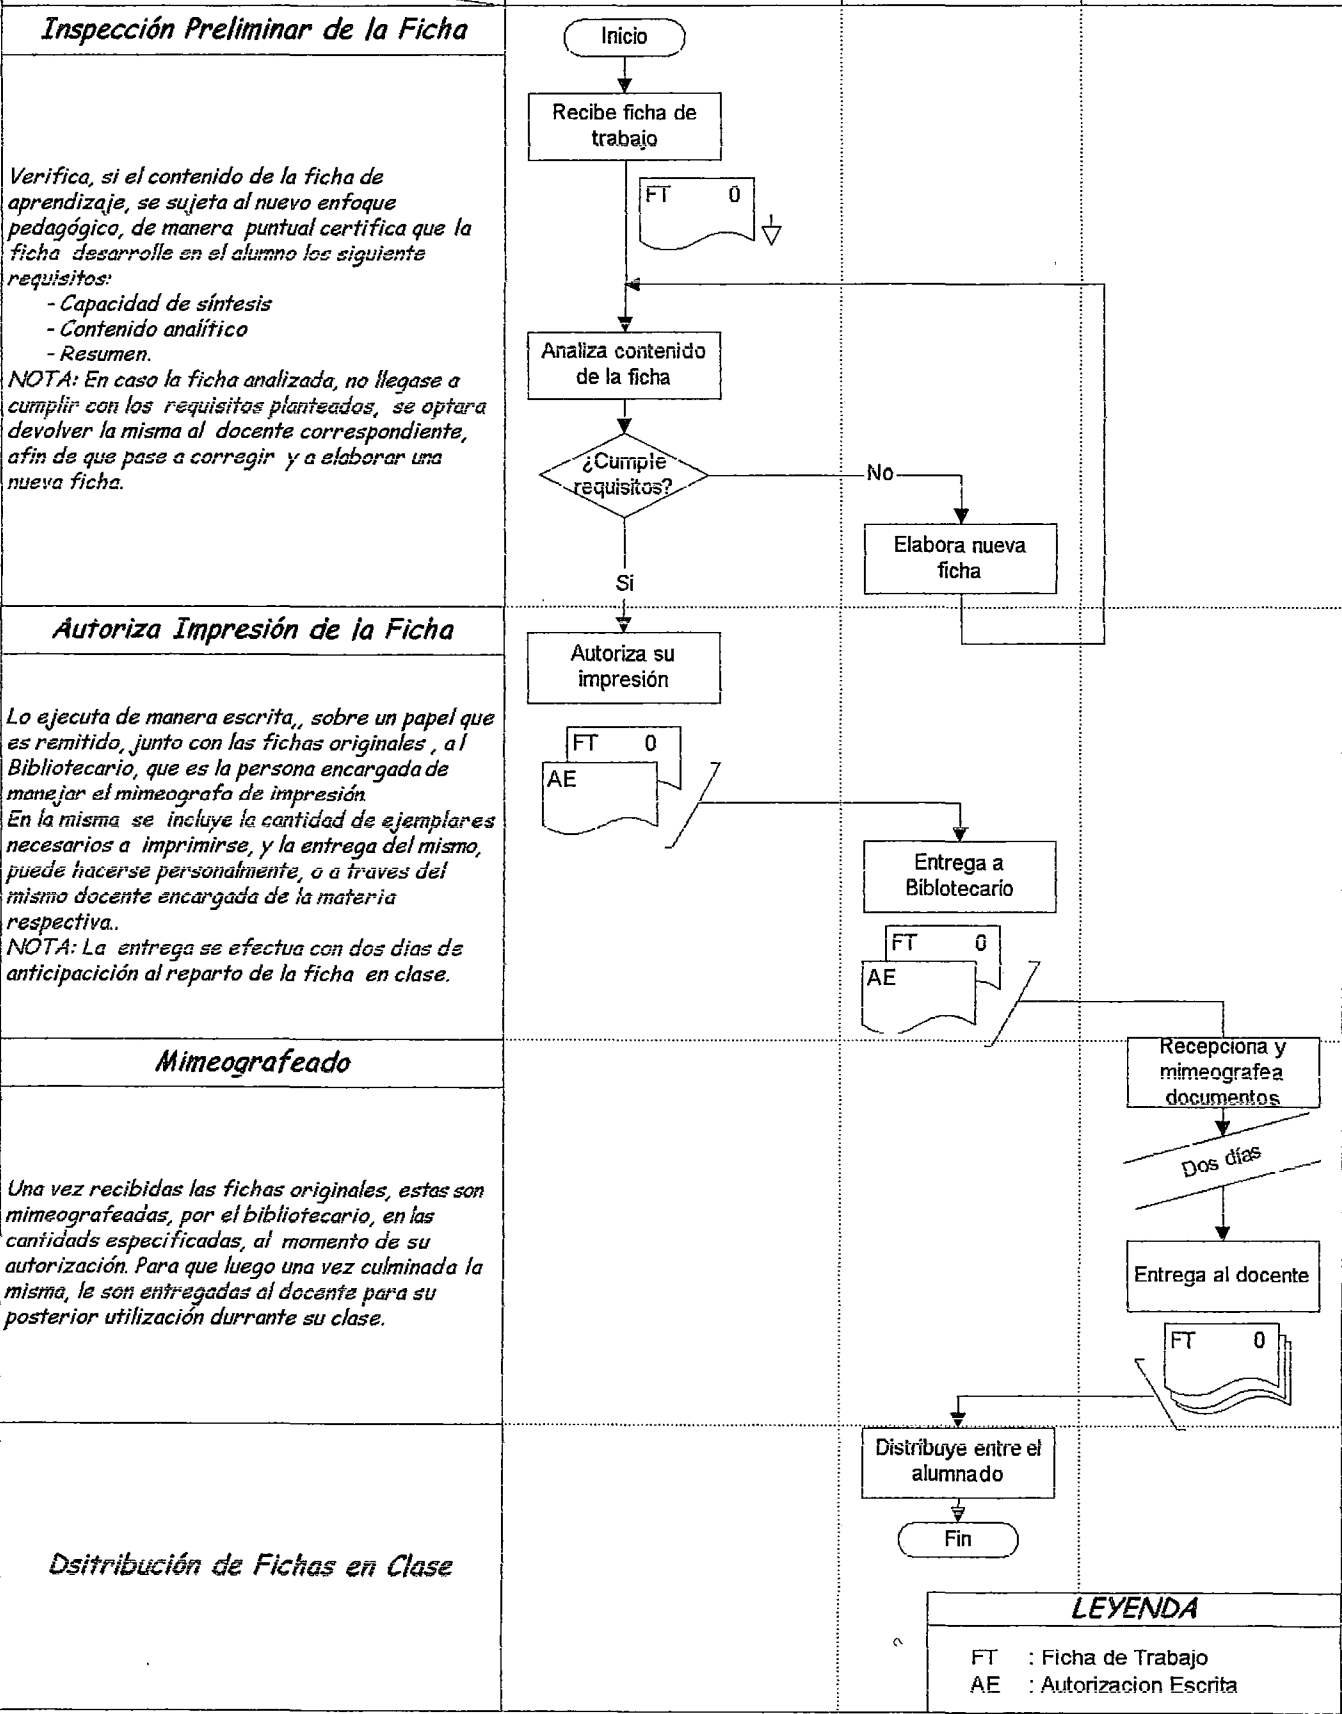 Inspección Preliminar de la Ficha
Verifica, si el contenido de la ficha de
aprendizaje, se sujeta al nuevo enfoque
pedagógico, de manera puntual certifica que la
ficha desarrolle en el alumno los siguiente
requisitos:
- Capacidad de síntesis
- Contenido analítico
- Resumen.
NOTA: En caso la ficha analizada, no llegase a
cumplir con los requisitos planteados, se optara
devolver la misma al docente correspondiente,
afin de que pase a corregir y a elaborar una
nueva ficha.
Inicio
Recibe ficha de
trabajo
FT 0
Analiza contenido
de la ficha
¿Cumple
requisitos?
No
Elabora nueva
ficha
Si
Autoriza Impresión de la Ficha
Lo ejecuta de manera escrita,, sobre un papel que
es remitido, junto con las fichas originales , al
Bibliotecario, que es la persona encargada de
manejar el mimeografo de impresión
En la misma se incluye la cantidad de ejemplares
necesarios a imprimirse, y la entrega del mismo,
puede hacerse personalmente, o a traves del
mismo docente encargada de la materia
respectiva..
NOTA: La entrega se efectua con dos dias de
anticipacición al reparto de la ficha en clase.
Autoriza su
impresión
FT 0
AE
Entrega a
Biblotecario
FT 0
AE
Mimeografeado
Una vez recibidas las fichas originales, estas son
mimeografeadas, por el bibliotecario, en las
cantidads especificadas, al momento de su
autorización. Para que luego una vez culminada la
misma, le son entregadas al docente para su
posterior utilización durrante su clase.
Recepciona y
mimeografea
documentos
Dos días
Entrega al docente
FT 0
Dsitribución de Fichas en Clase
Distribuye entre el
alumnado
Fin
LEYENDA
FT : Ficha de Trabajo
AE : Autorizacion Escrita